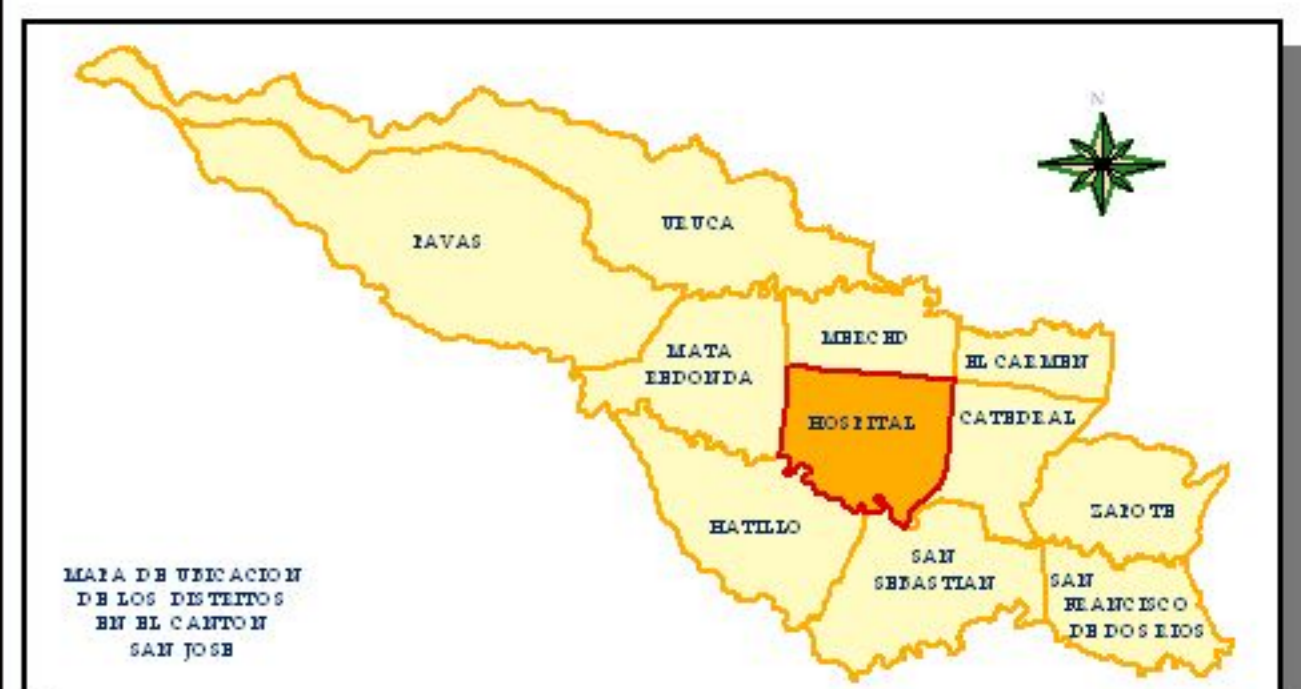 N
URUCA
PAVAS
MERCED
MATA
REDONDA
EL CARMEN
HOSPITAL
CATEDRAL
ZAPOTE
HATILLO
SAN
SEBASTIAN
SAN
FRANCISCO
DE DOS RIOS
MAPA DE UBICACION
DE LOS DISTRITOS
EN EL CANTON
SAN JOSE